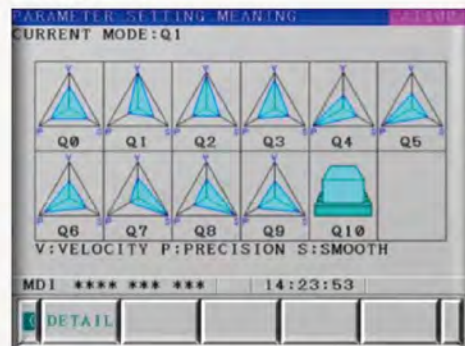 PARAMETER SETTING MEANING
CURRENT MODE:Q1
V V V V V V
P S P S P S P S P S P S
Q0 Q1 Q2 Q3 Q4 Q5
V V V V
P S P S P S P S
Q6 Q7 Q8 Q9 Q10
V:VELOCITY P:PRECISION S:SMOOTH
MDI **** *** *** 14:23:53
DETAIL